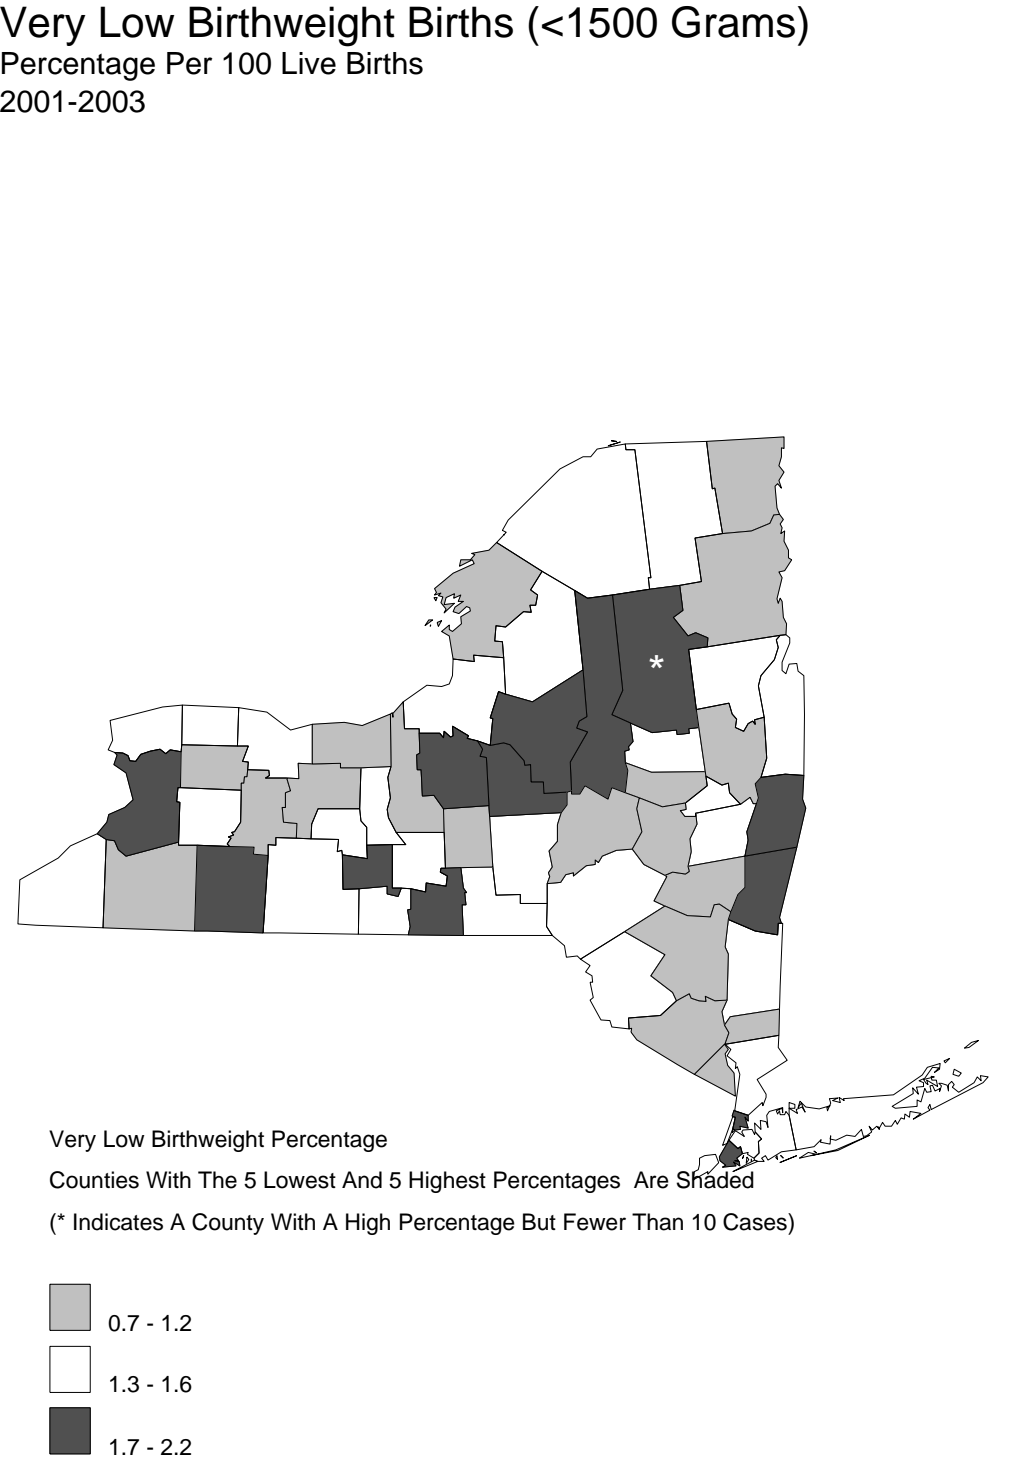 Very Low Birthweight Births (<1500 Grams)
Percentage Per 100 Live Births
2001-2003
*
Very Low Birthweight Percentage
Counties With The 5 Lowest And 5 Highest Percentages  Are Shaded
(* Indicates A County With A High Percentage But Fewer Than 10 Cases)
0.7 - 1.2
1.3 - 1.6
1.7 - 2.2